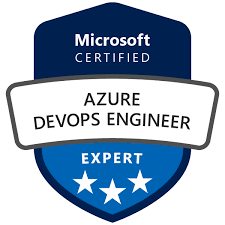 Microsoft
CERTIFIED
AZURE
DEVOPS ENGINEER
EXPERT